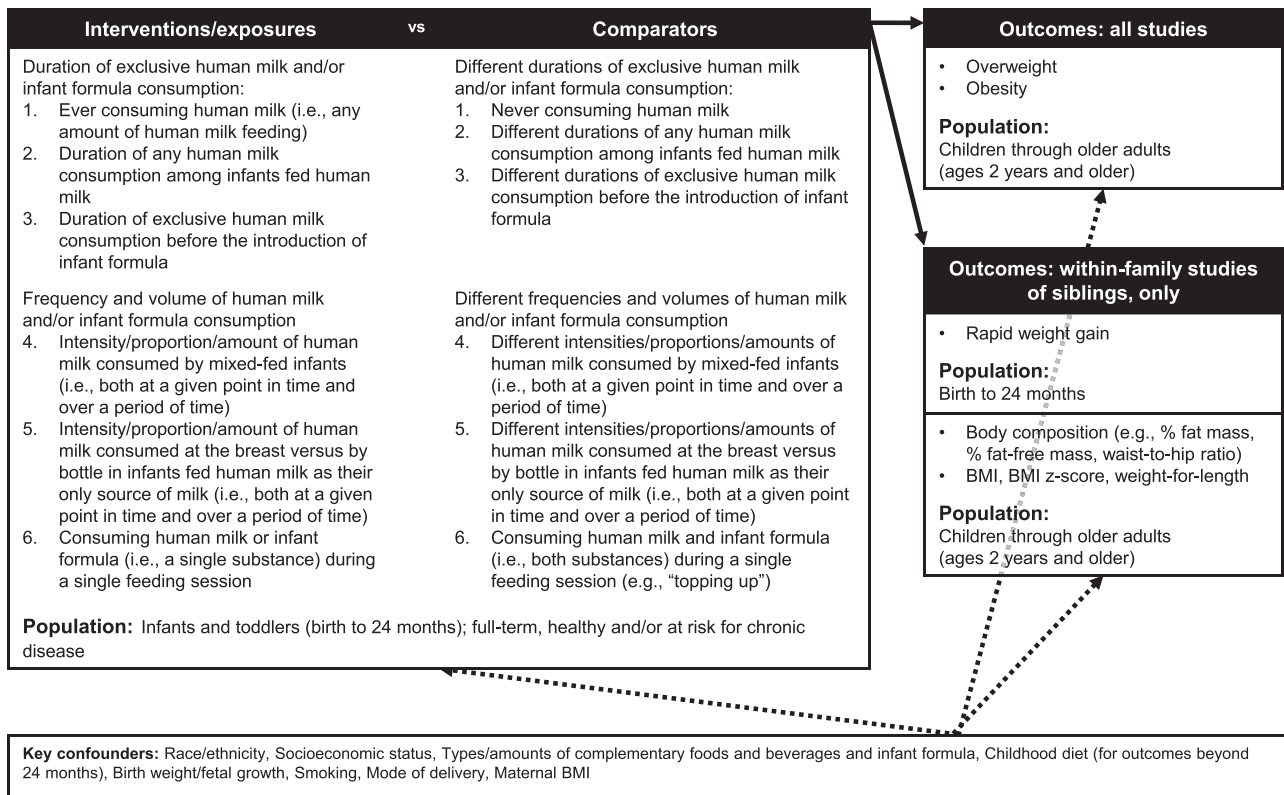 Interventions/exposures vs Comparators
Duration of exclusive human milk and/or
infant formula consumption:
1. Ever consuming human milk (i.e., any
amount of human milk feeding)
2. Duration of any human milk
consumption among infants fed human
milk
3. Duration of exclusive human milk
consumption before the introduction of
infant formula
Frequency and volume of human milk
and/or infant formula consumption
4. Intensity/proportion/amount of human
milk consumed by mixed-fed infants
(i.e., both at a given point in time and
over a period of time)
5. Intensity/proportion/amount of human
milk consumed at the breast versus by
bottle in infants fed human milk as their
only source of milk (i.e., both at a given
point in time and over a period of time)
6. Consuming human milk or infant
formula (i.e., a single substance) during
a single feeding session
Different durations of exclusive human milk
and/or infant formula consumption:
1. Never consuming human milk
2. Different durations of any human milk
consumption among infants fed human milk
3. Different durations of exclusive human milk
consumption before the introduction of infant
formula
Different frequencies and volumes of human milk
and/or infant formula consumption
4. Different intensities/proportions/amounts of
human milk consumed by mixed-fed infants
(i.e., both at a given point in time and over a
period of time)
5. Different intensities/proportions/amounts of
human milk consumed at the breast versus
by bottle in infants fed human milk as their
only source of milk (i.e., both at a given point
in time and over a period of time)
6. Consuming human milk and infant formula
(i.e., both substances) during a single
feeding session (e.g., “topping up”)
Population: Infants and toddlers (birth to 24 months); full-term, healthy and/or at risk for chronic
disease
Outcomes: all studies
• Overweight
• Obesity
Population:
Children through older adults
(ages 2 years and older)
Outcomes: within-family studies
of siblings, only
• Rapid weight gain
Population:
Birth to 24 months
• Body composition (e.g., % fat mass,
% fat-free mass, waist-to-hip ratio)
• BMI, BMI z-score, weight-for-length
Population:
Children through older adults
(ages 2 years and older)
Key confounders: Race/ethnicity, Socioeconomic status, Types/amounts of complementary foods and beverages and infant formula, Childhood diet (for outcomes beyond
24 months), Birth weight/fetal growth, Smoking, Mode of delivery, Maternal BMI